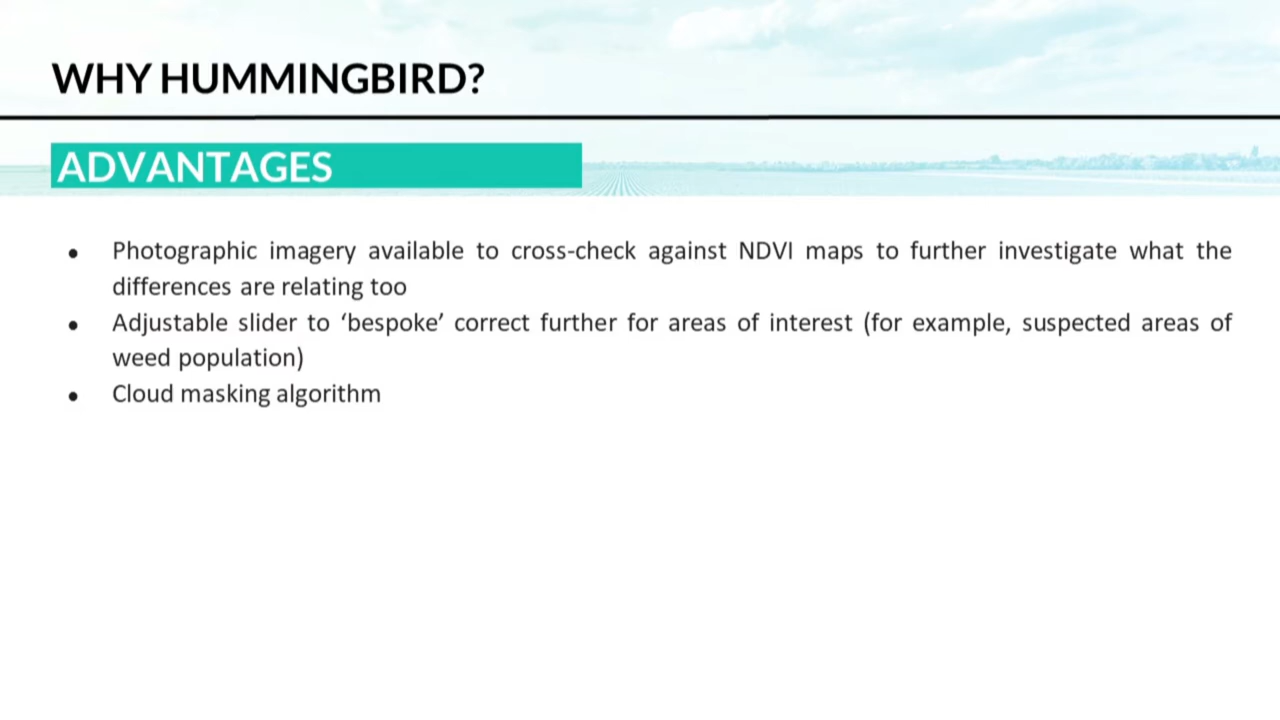 WHY HUMMINGBIRD?
ADVANTAGES
● Photographic imagery available to cross-check against NDVI maps to further investigate what the
differences are relating too
● Adjustable slider to ‘bespoke’ correct further for areas of interest (for example, suspected areas of
weed population)
● Cloud masking algorithm